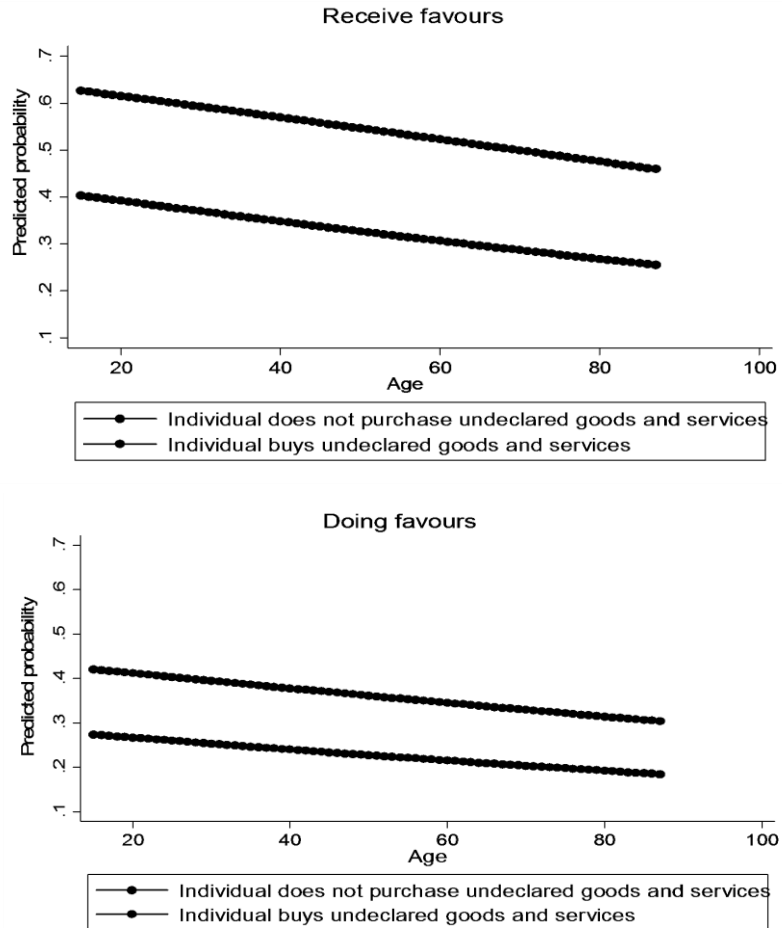 Receive favours
Predicted probability
.7
.6
.5
.4
.3
.2
.1
20 40 60 80 100
Age
Individual does not purchase undeclared goods and services
Individual buys undeclared goods and services
Doing favours
Predicted probability
.7
.6
.5
.4
.3
.2
.1
20 40 60 80 100
Age
Individual does not purchase undeclared goods and services
Individual buys undeclared goods and services